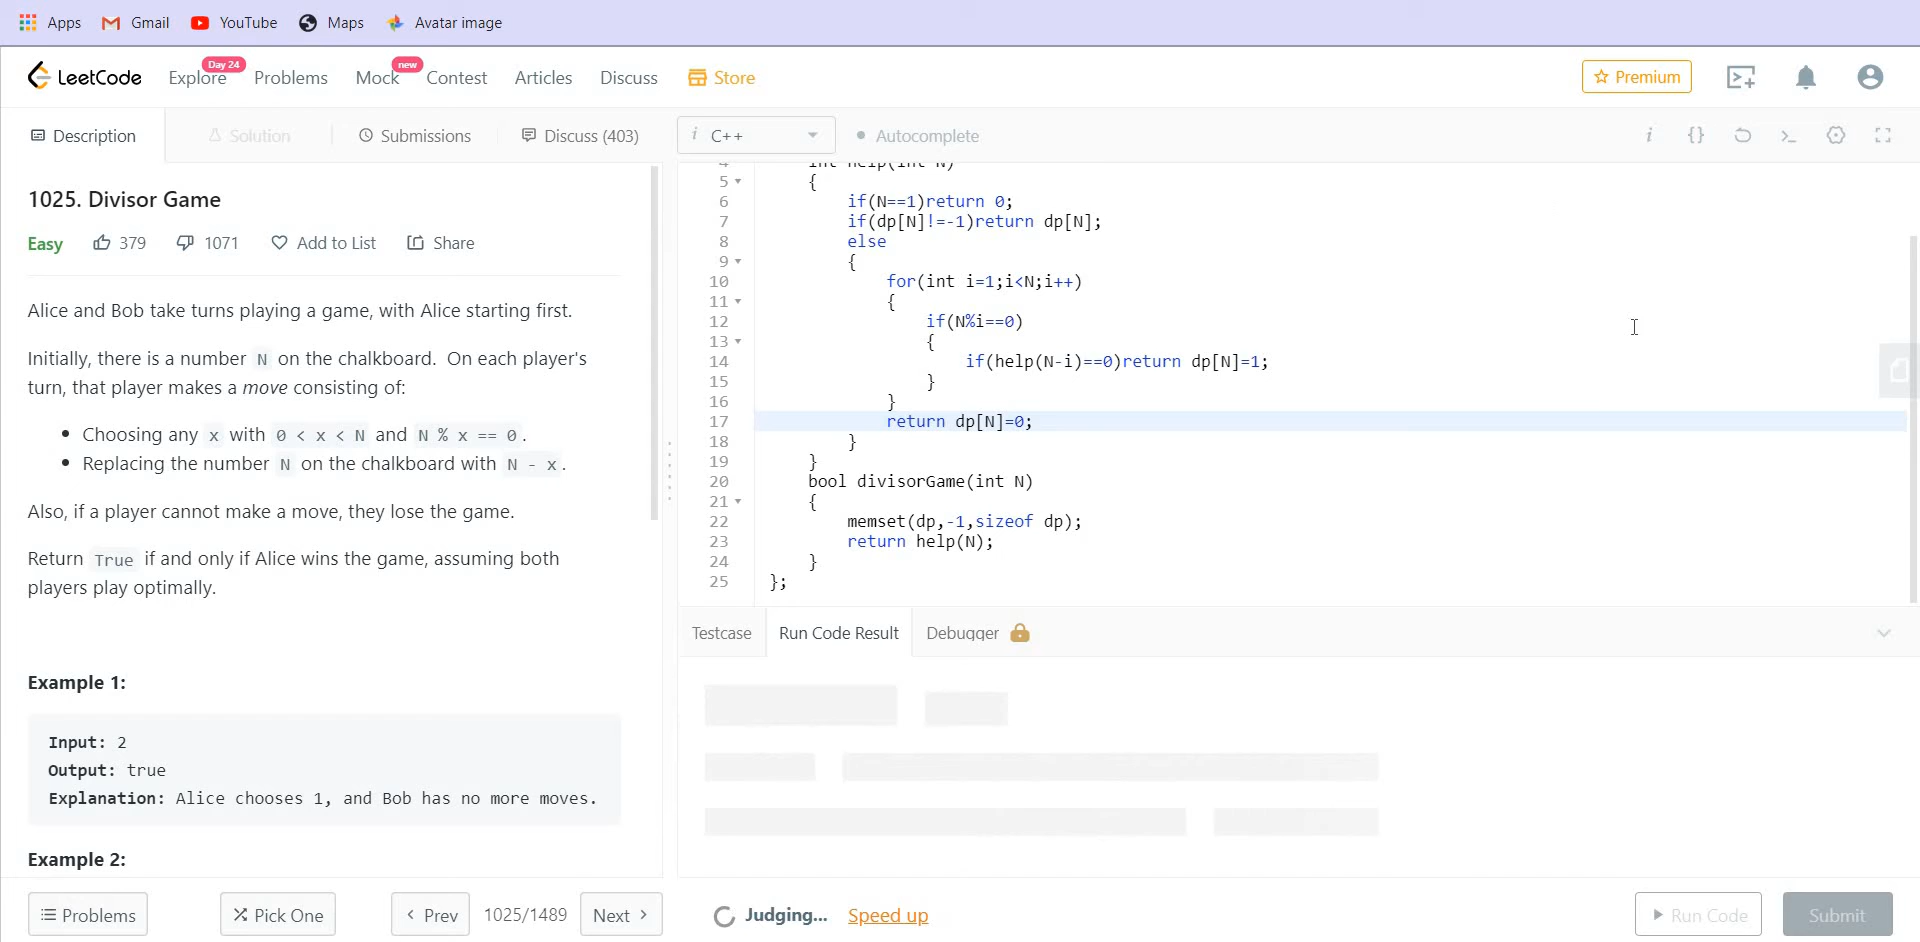 Apps Gmail YouTube Maps Avatar image
LeetCode Explore Day 24 Problems Mock new Contest Articles Discuss Store Premium
Description Solution Submissions Discuss (403) i C++ Autocomplete i {}
1025. Divisor Game
Easy 379 1071 Add to List Share
Alice and Bob take turns playing a game, with Alice starting first.
Initially, there is a number N on the chalkboard. On each player's
turn, that player makes a move consisting of:
• Choosing any x with 0 < x < N and N % x == 0.
• Replacing the number N on the chalkboard with N - x.
Also, if a player cannot make a move, they lose the game.
Return True if and only if Alice wins the game, assuming both
players play optimally.
Example 1:
Input: 2
Output: true
Explanation: Alice chooses 1, and Bob has no more moves.
Example 2:
4 int help(int N)
5 {
6 if(N==1)return 0;
7 if(dp[N]!=-1)return dp[N];
8 else
9 {
10 for(int i=1;i<N;i++)
11 {
12 if(N%i==0)
13 {
14 if(help(N-i)==0)return dp[N]=1;
15 }
16 }
17 return dp[N]=0;
18 }
19 }
20 bool divisorGame(int N)
21 {
22 memset(dp,-1,sizeof dp);
23 return help(N);
24 }
25 };
Testcase Run Code Result Debugger
Problems Pick One Prev 1025/1489 Next Judging... Speed up Run Code Submit